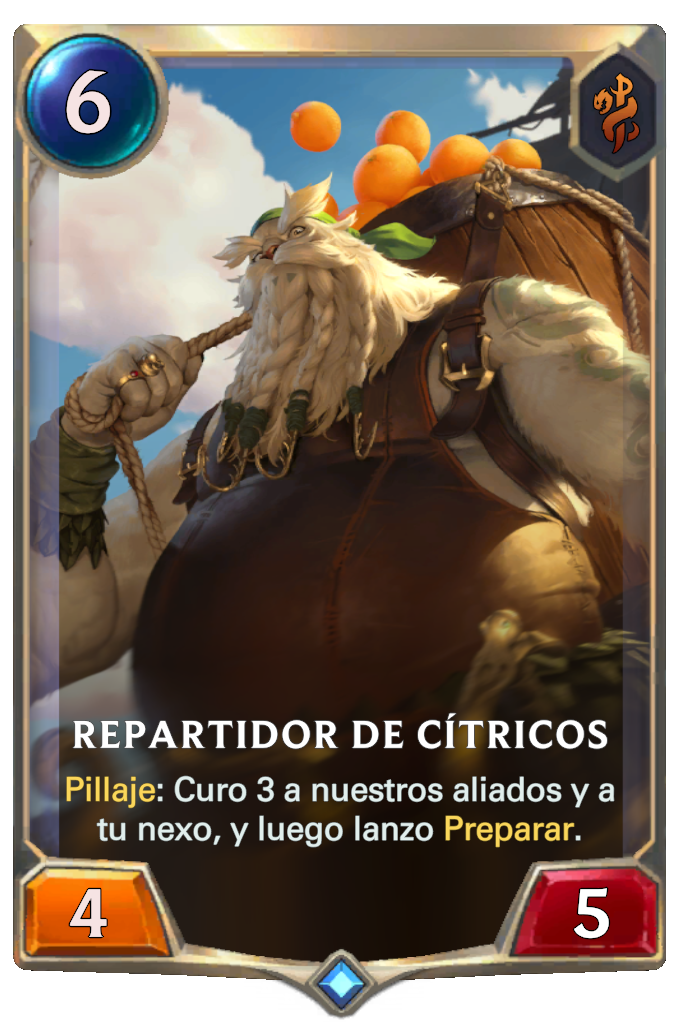 6
REPARTIDOR DE CÍTRICOS
Pillaje: Curo 3 a nuestros aliados y a
tu nexo, y luego lanzo Preparar.
4
5